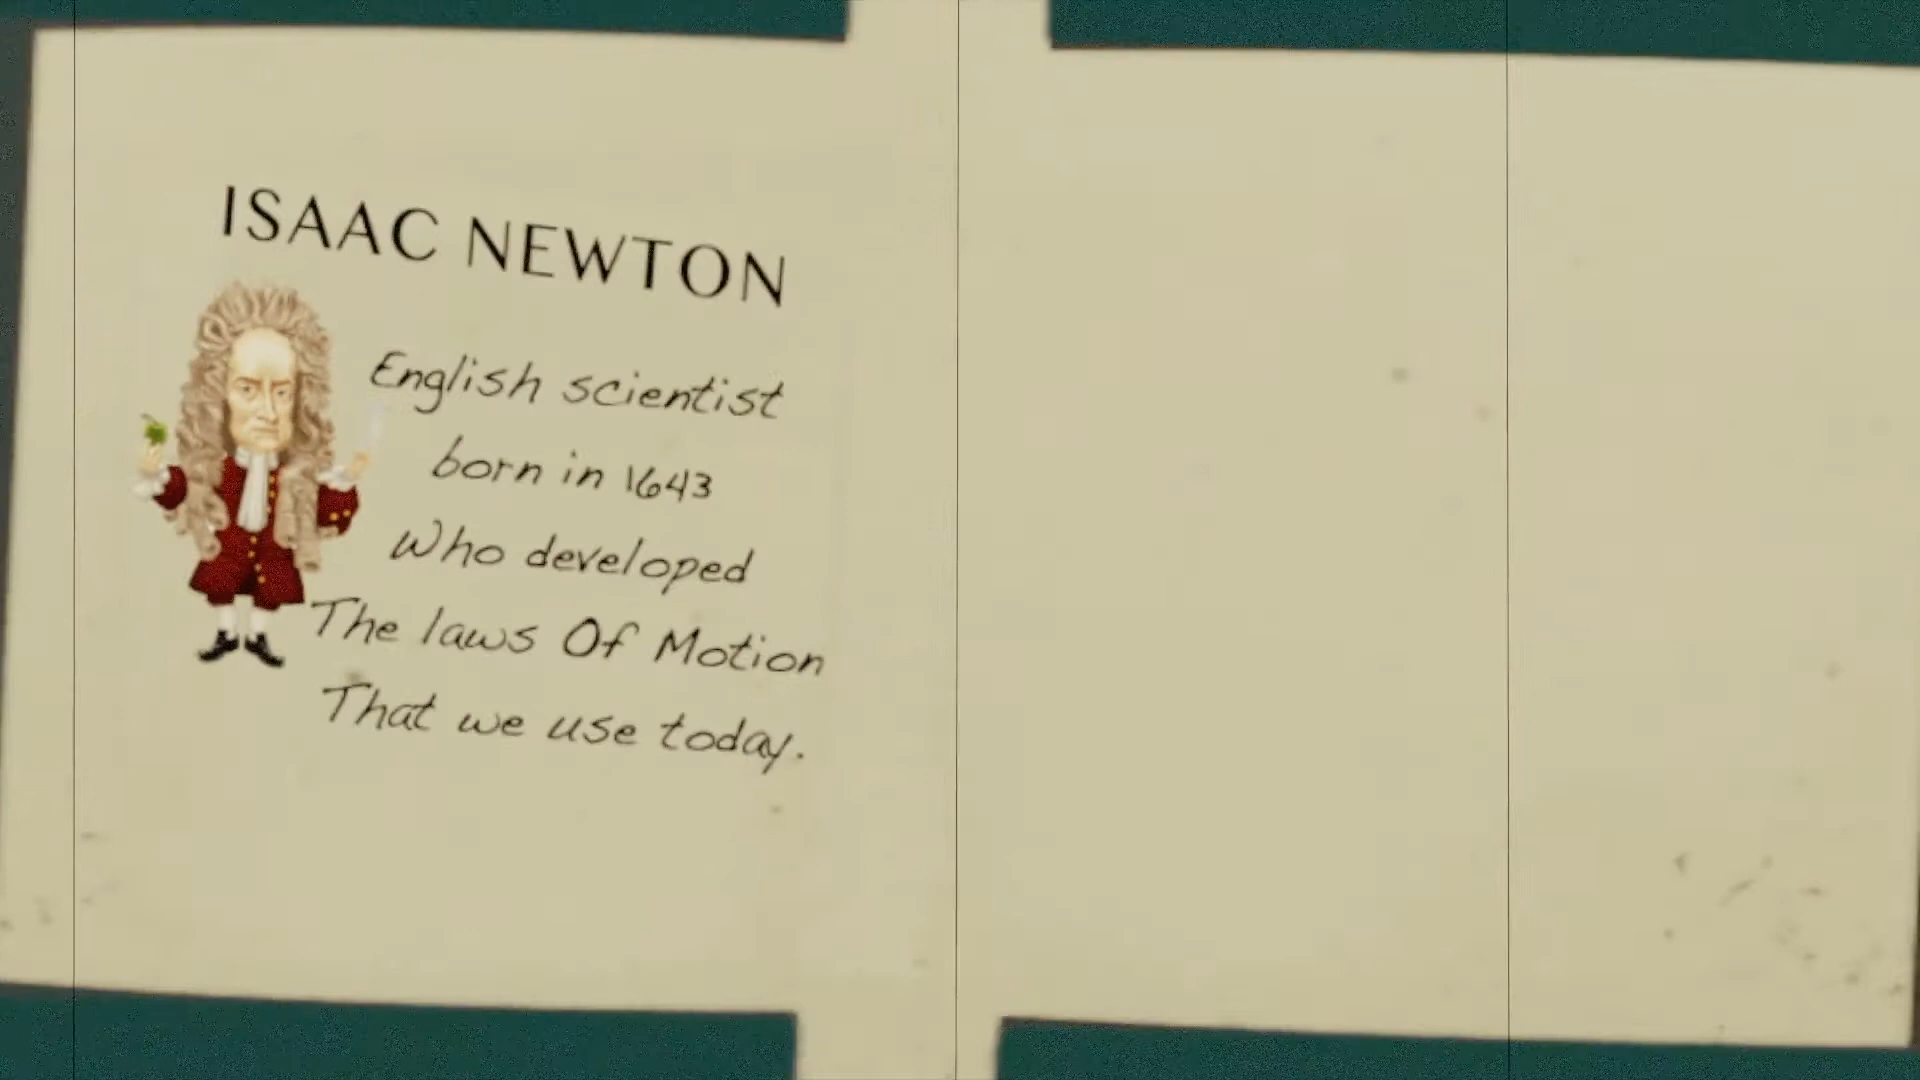 ISAAC NEWTON
English scientist
born in 1643
Who developed
The laws Of Motion
That we use today.